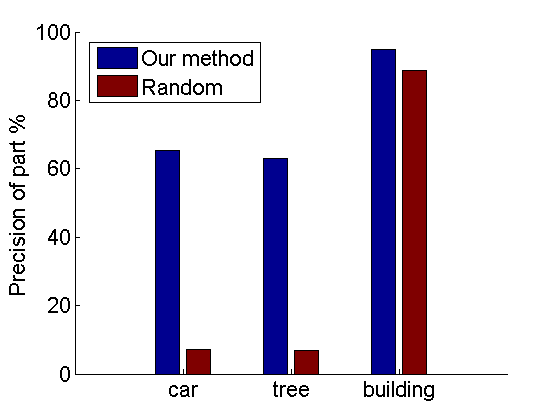 100
80
60
40
20
0
Precision of part %
Our method
Random
car tree building